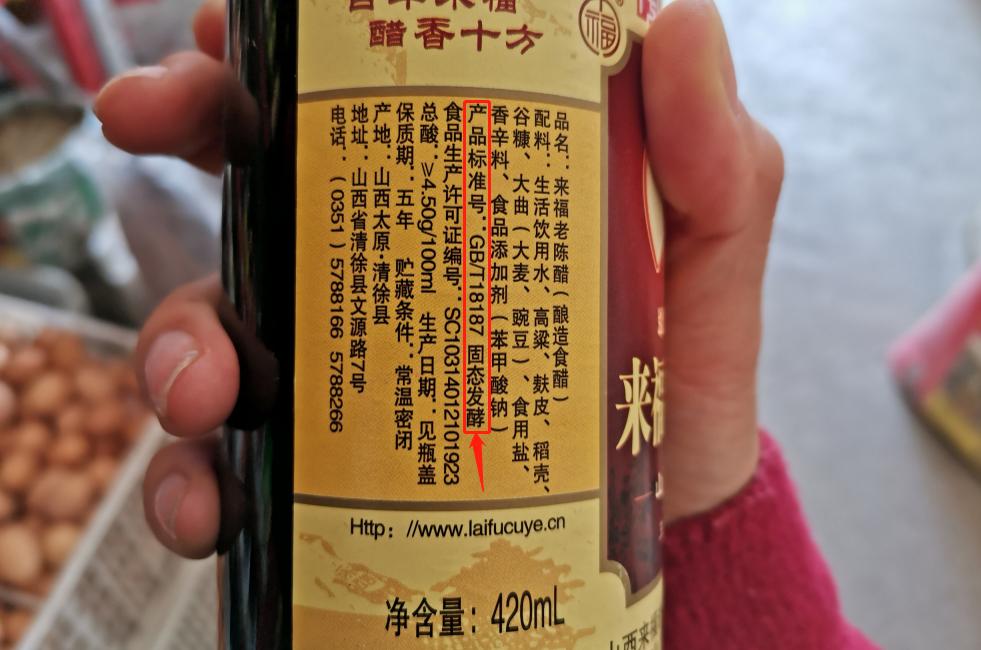 醋香十方
福
品名：来福老陈醋(酿造食醋)
配料：生活饮用水、高粱、麸皮、稻壳、
谷糠、大曲(大麦、豌豆)、食用盐、
香辛料、食品添加剂(苯甲酸钠)
产品标准号：GB/T18187 固态发酵
食品生产许可证编号：SC10314012101923
总酸：≥4.50g/100ml 生产日期：见瓶盖
保质期：五年 贮藏条件：常温密闭
产地：山西太原·清徐县
地址：山西省清徐县文源路7号
电话：(0351)5788166 5788266
Http：//www.laifucuye.cn
净含量：420mL
来福
山西来福